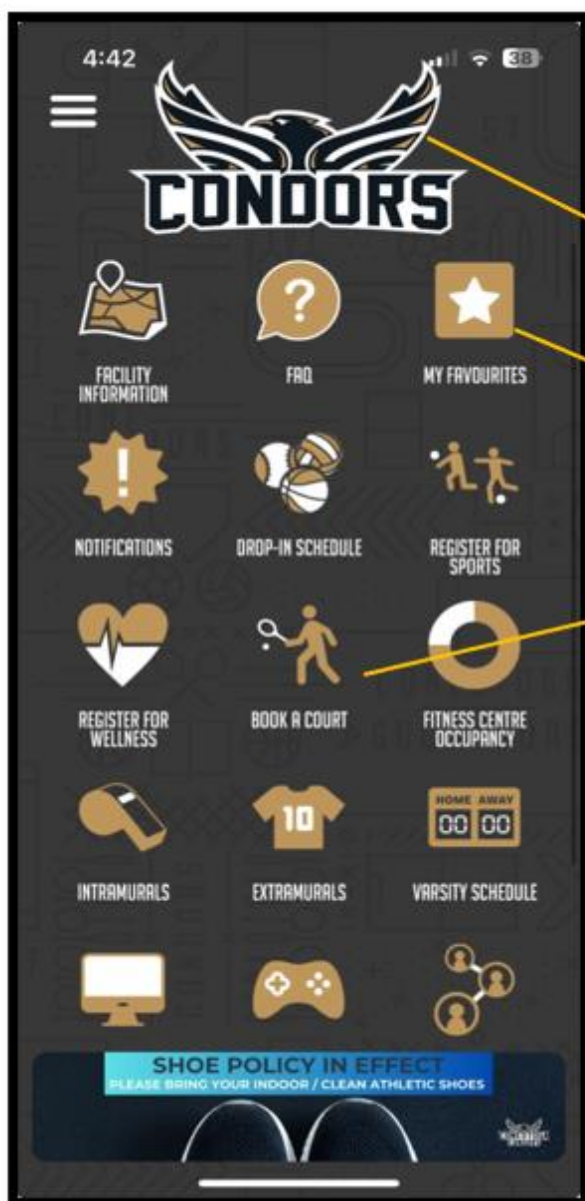 4:42
38
CONDORS
FACILITY
INFORMATION
FAQ
MY FAVOURITES
NOTIFICATIONS
DROP-IN SCHEDULE
REGISTER FOR
SPORTS
REGISTER FOR
WELLNESS
BOOK A COURT
FITNESS CENTRE
OCCUPANCY
10
HOME AWAY
00 00
INTRAMURALS
EXTRAMURALS
VARSITY SCHEDULE
SHOE POLICY IN EFFECT
PLEASE BRING YOUR INDOOR / CLEAN ATHLETIC SHOES
CONDORS